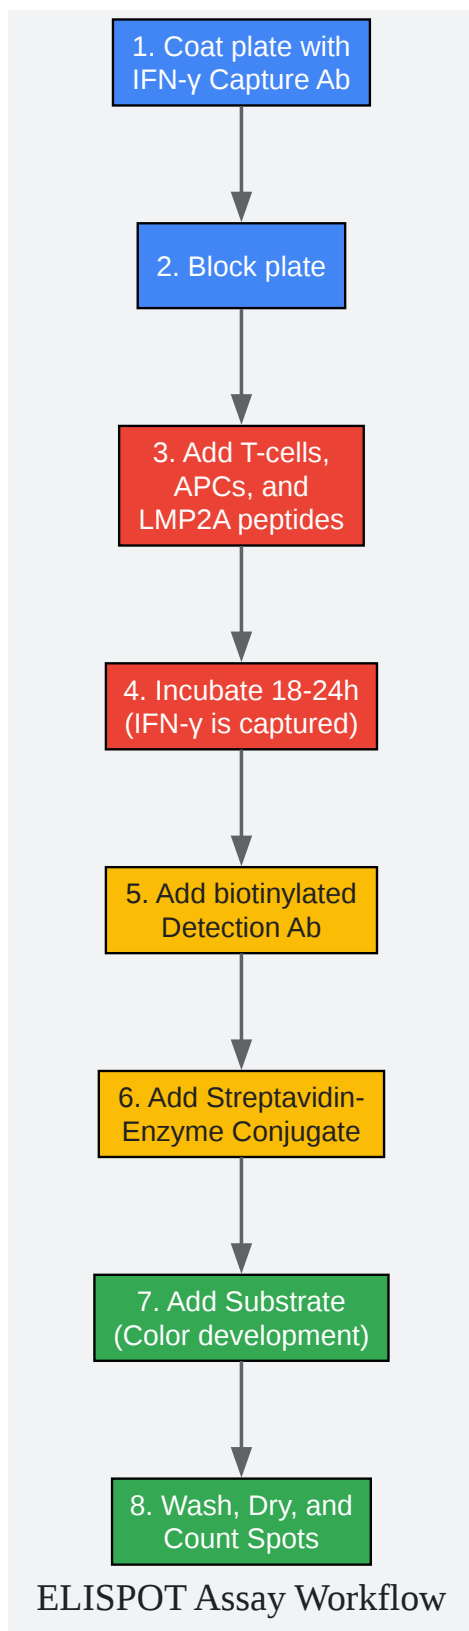 1. Coat plate with
IFN-γ Capture Ab
2. Block plate
3. Add T-cells,
APCs, and
LMP2A peptides
4. Incubate 18-24h
(IFN-γ is captured)
5. Add biotinylated
Detection Ab
6. Add Streptavidin-
Enzyme Conjugate
7. Add Substrate
(Color development)
8. Wash, Dry, and
Count Spots
ELISPOT Assay Workflow